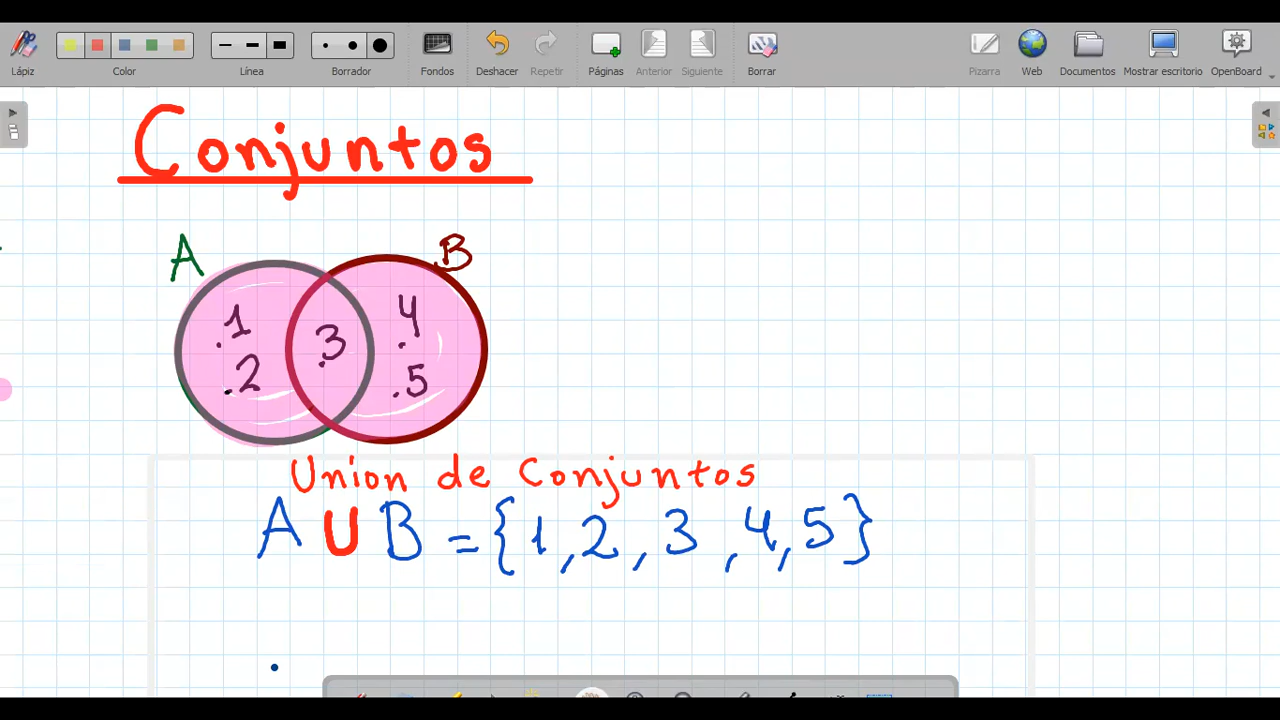 Lápiz Color Línea Borrador Fondos Deshacer Repetir Páginas Anterior Siguiente Borrar Pizarra Web Documentos Mostrar escritorio OpenBoard
Conjuntos
A B
.1 .3 .4
.2 .5
Union de Conjuntos
A U B = {1, 2, 3, 4, 5}